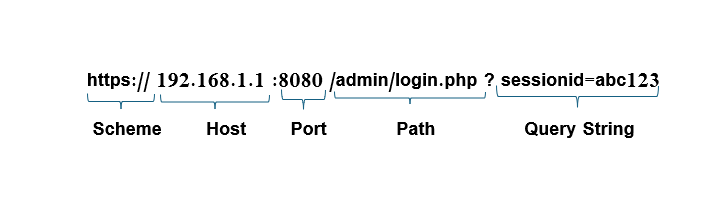 https:// 192.168.1.1 :8080 /admin/login.php ? sessionid=abc123
Scheme Host Port Path Query String